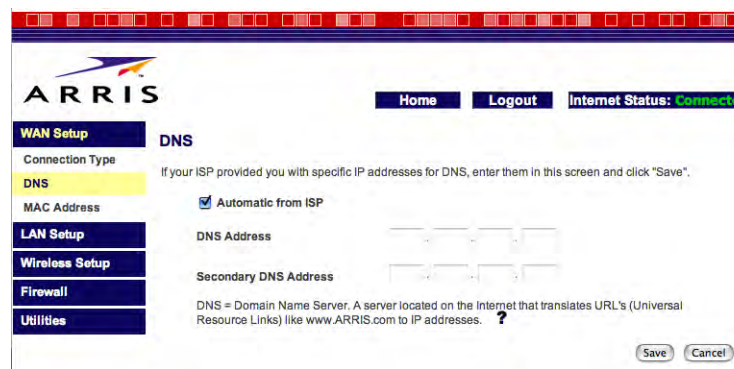 ARRIS
Home Logout Internet Status: Connecte
WAN Setup
Connection Type
DNS
MAC Address
LAN Setup
Wireless Setup
Firewall
Utilities
DNS
If your ISP provided you with specific IP addresses for DNS, enter them in this screen and click "Save".
Automatic from ISP
DNS Address . . .
Secondary DNS Address . . .
DNS = Domain Name Server. A server located on the Internet that translates URL's (Universal
Resource Links) like www.ARRIS.com to IP addresses. ?
Save Cancel